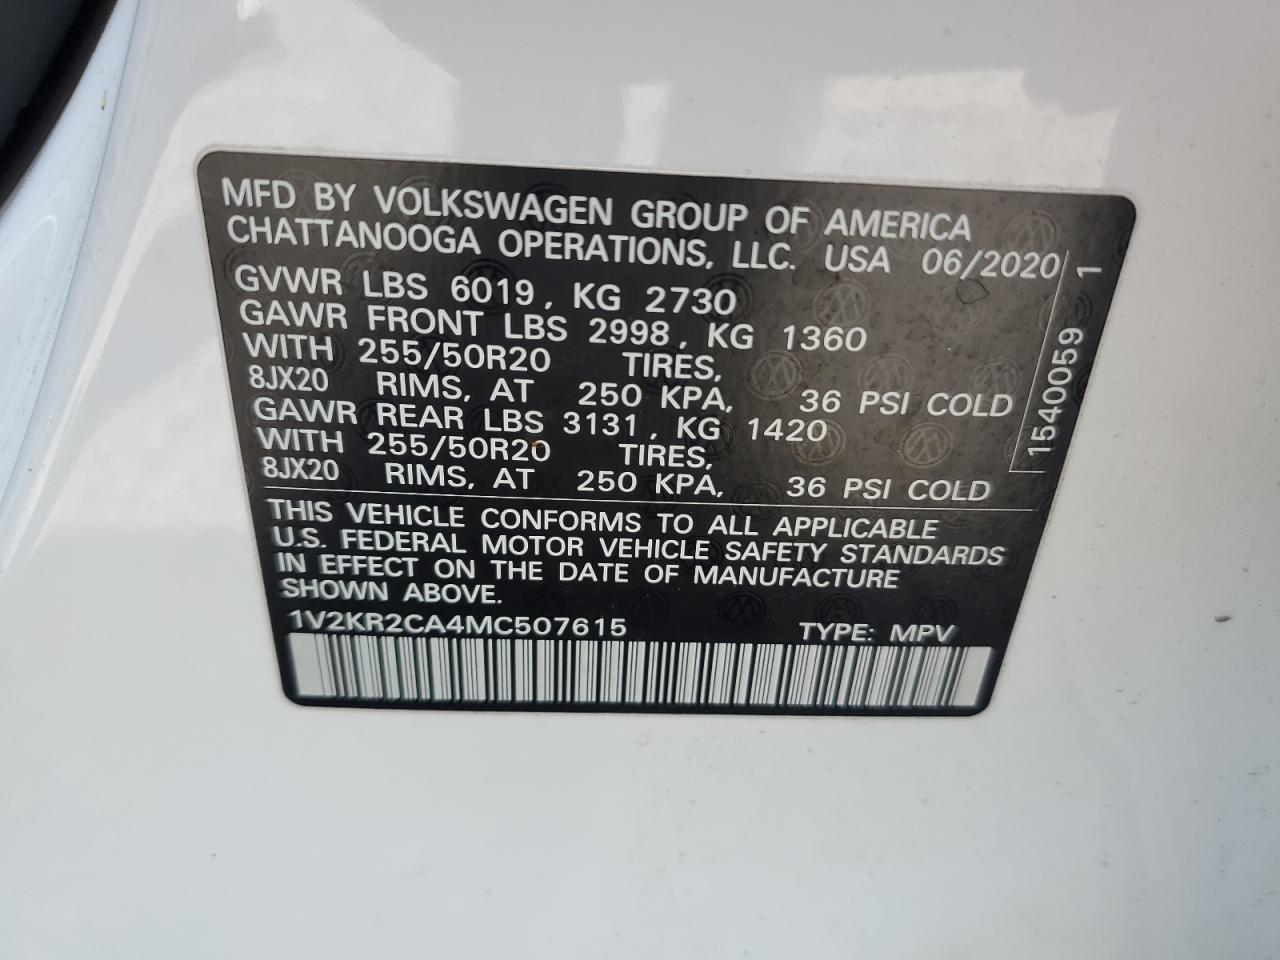 MFD BY VOLKSWAGEN GROUP OF AMERICA
CHATTANOOGA OPERATIONS, LLC. USA 06/2020
GVWR LBS 6019, KG 2730
GAWR FRONT LBS 2998, KG 1360
WITH 255/50R20 TIRES,
8JX20 RIMS, AT 250 KPA, 36 PSI COLD
GAWR REAR LBS 3131, KG 1420
WITH 255/50R20 TIRES,
8JX20 RIMS, AT 250 KPA, 36 PSI COLD
1540059 1
THIS VEHICLE CONFORMS TO ALL APPLICABLE
U.S. FEDERAL MOTOR VEHICLE SAFETY STANDARDS
IN EFFECT ON THE DATE OF MANUFACTURE
SHOWN ABOVE.
1V2KR2CA4MC507615 TYPE: MPV